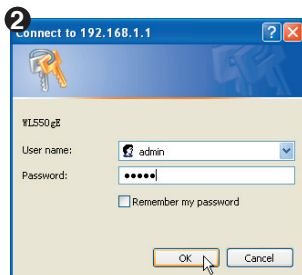 2
Connect to 192.168.1.1
WL550gE
User name:
admin
Password:
•••••
Remember my password
OK
Cancel